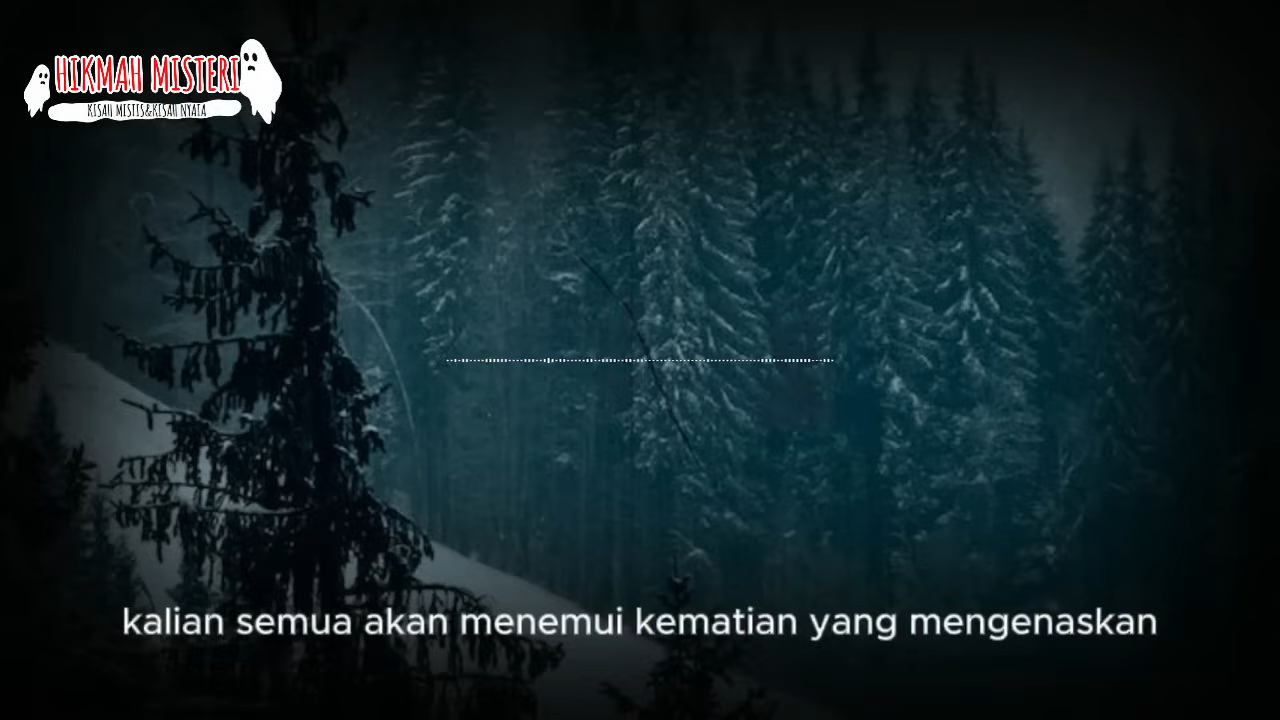 HIKMAH MISTERI
KISAH MISTIS&KISAH NYATA
kalian semua akan menemui kematian yang mengenaskan